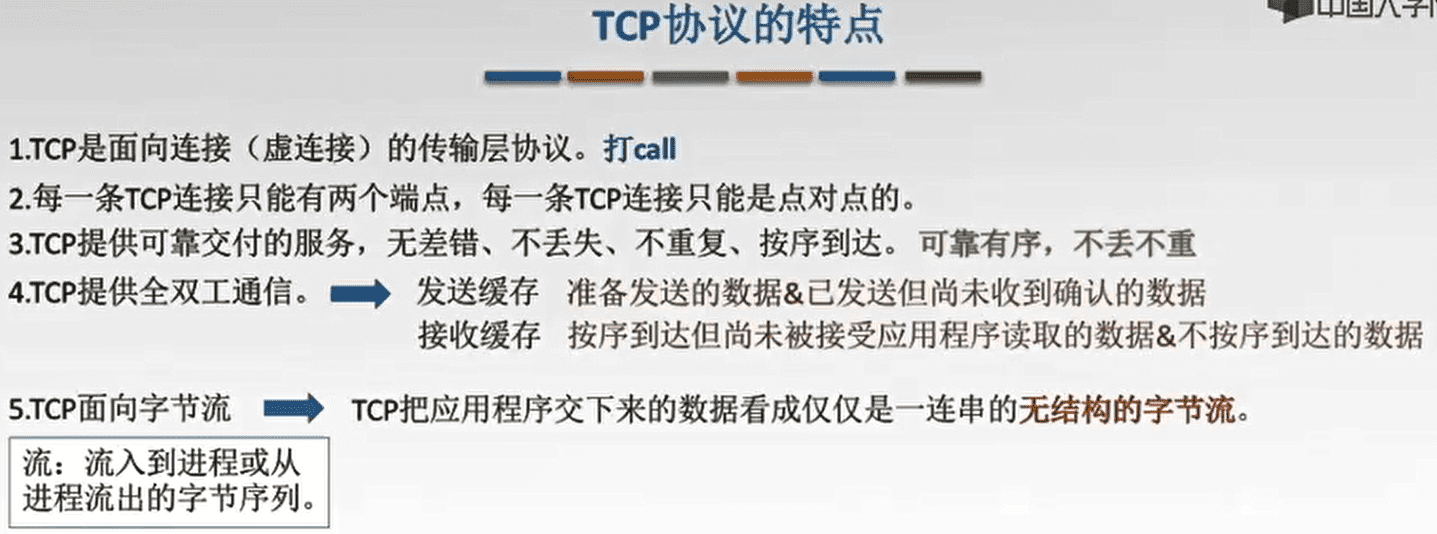 TCP协议的特点
1.TCP是面向连接（虚连接）的传输层协议。打call
2.每一条TCP连接只能有两个端点，每一条TCP连接只能是点对点的。
3.TCP提供可靠交付的服务，无差错、不丢失、不重复、按序到达。可靠有序，不丢不重
4.TCP提供全双工通信。 发送缓存 准备发送的数据&已发送但尚未收到确认的数据
接收缓存 按序到达但尚未被接受应用程序读取的数据&不按序到达的数据
5.TCP面向字节流 TCP把应用程序交下来的数据看成仅仅是一连串的无结构的字节流。
流：流入到进程或从
进程流出的字节序列。